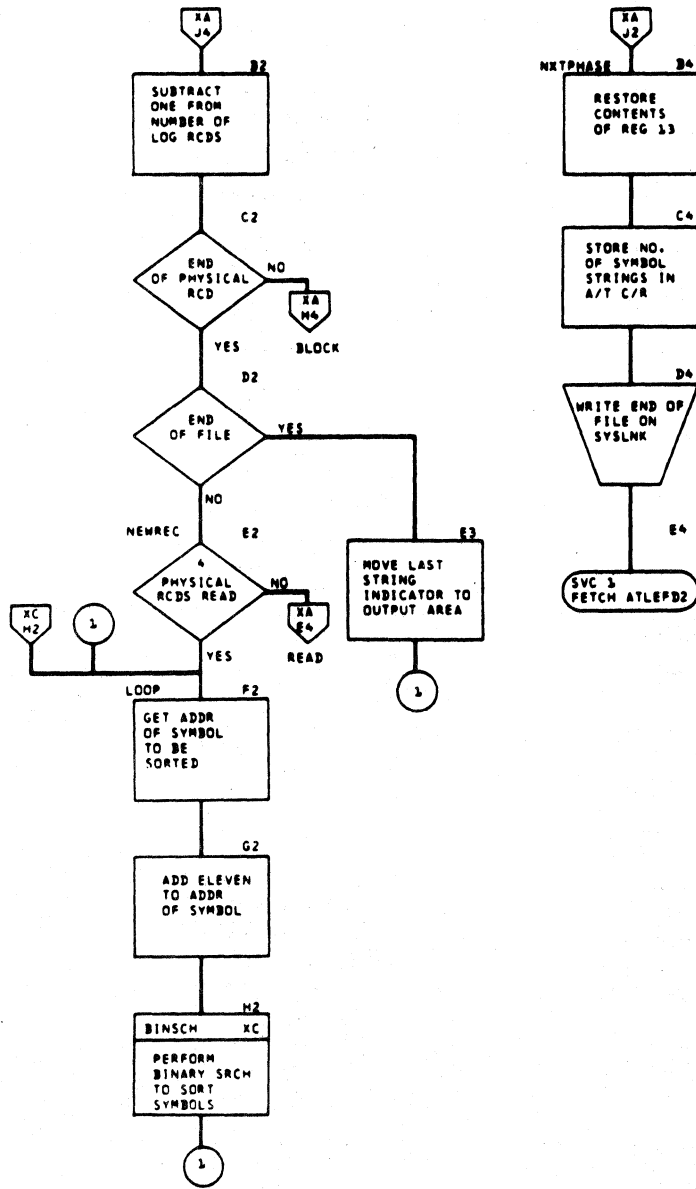 XA
J4
B2
SUBTRACT
ONE FROM
NUMBER OF
LOG RCDS
C2
END
OF PHYSICAL
RCD
NO
XA
H4
BLOCK
YES
D2
END
OF FILE
YES
NO
NEWREC
E2
4
PHYSICAL
RCDS READ
NO
XA
E4
READ
YES
E3
MOVE LAST
STRING
INDICATOR TO
OUTPUT AREA
1
XC
H2
1
LOOP
F2
GET ADDR
OF SYMBOL
TO BE
SORTED
G2
ADD ELEVEN
TO ADDR
OF SYMBOL
H2
BINSCH XC
PERFORM
BINARY SRCH
TO SORT
SYMBOLS
1
XA
J2
NXTPHASE
B4
RESTORE
CONTENTS
OF REG 13
C4
STORE NO.
OF SYMBOL
STRINGS IN
A/T C/R
D4
WRITE END OF
FILE ON
SYSLNK
E4
SVC 1
FETCH ATLEFD2